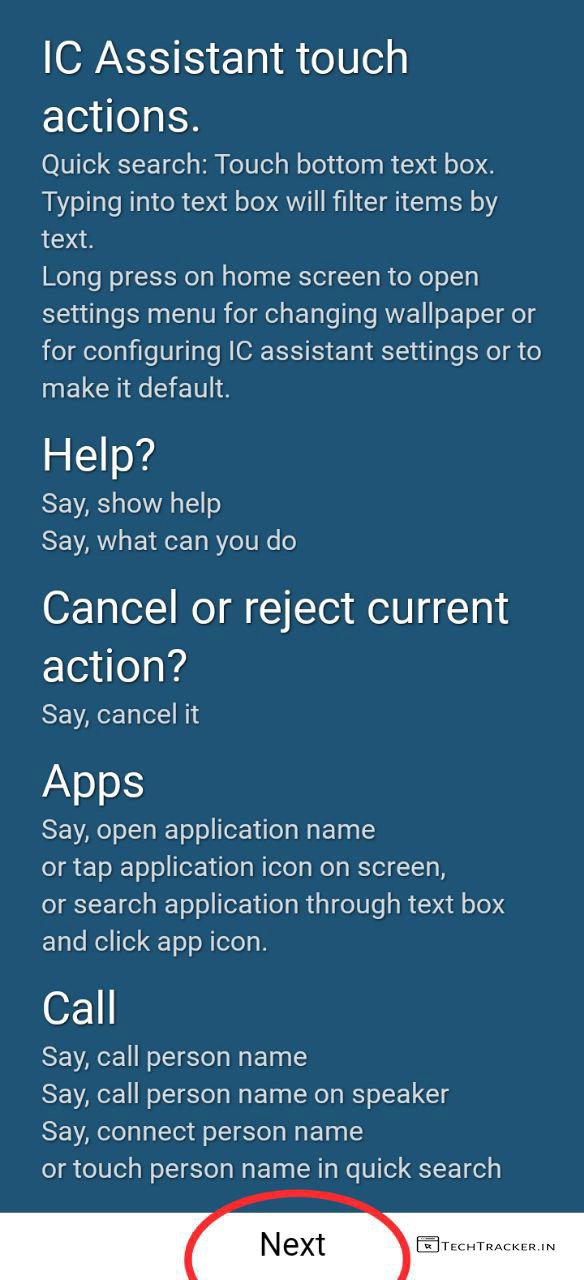 IC Assistant touch
actions.
Quick search: Touch bottom text box.
Typing into text box will filter items by
text.
Long press on home screen to open
settings menu for changing wallpaper or
for configuring IC assistant settings or to
make it default.
Help?
Say, show help
Say, what can you do
Cancel or reject current
action?
Say, cancel it
Apps
Say, open application name
or tap application icon on screen,
or search application through text box
and click app icon.
Call
Say, call person name
Say, call person name on speaker
Say, connect person name
or touch person name in quick search
Next
TECHTRACKER.IN